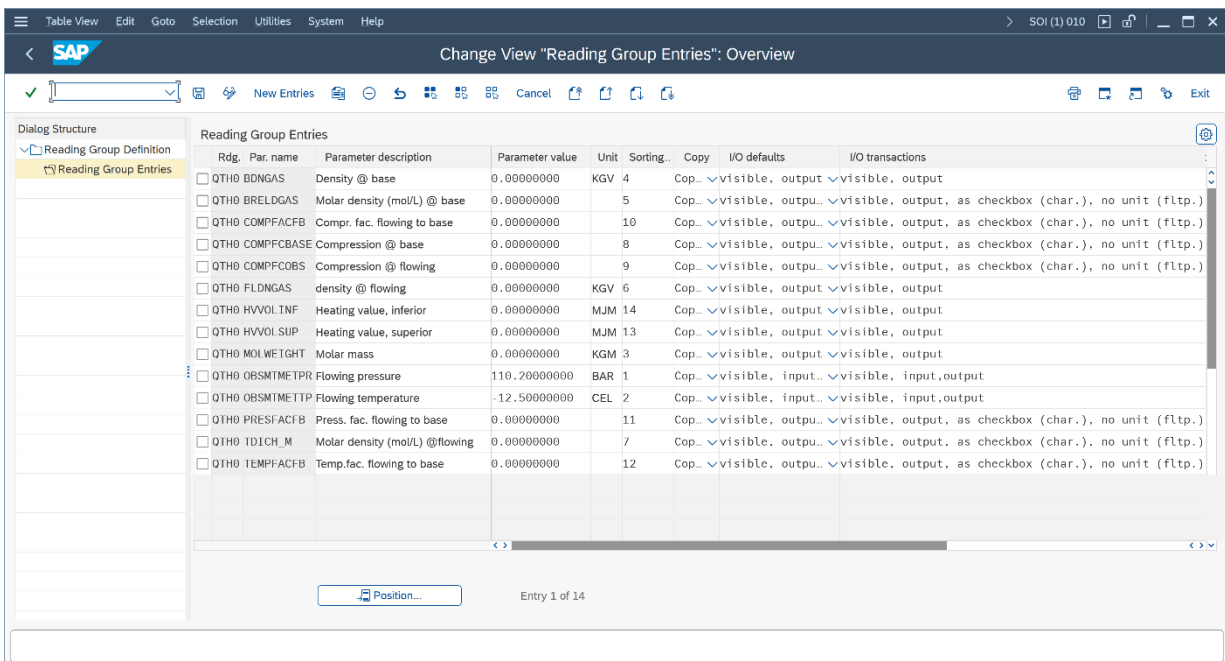 Table View Edit Goto Selection Utilities System Help SOI (1) 010
SAP Change View "Reading Group Entries": Overview
New Entries Cancel Exit
Dialog Structure
Reading Group Definition
Reading Group Entries
Reading Group Entries
Rdg. Par. name Parameter description Parameter value Unit Sorting... Copy I/O defaults I/O transactions
QTH0 BDNGAS Density @ base 0.00000000 KGV 4 Cop... visible, output visible, output
QTH0 BRELDGAS Molar density (mol/L) @ base 0.00000000 5 Cop... visible, outpu... visible, output, as checkbox (char.), no unit (fltp.)
QTH0 COMPFACFB Compr. fac. flowing to base 0.00000000 10 Cop... visible, outpu... visible, output, as checkbox (char.), no unit (fltp.)
QTH0 COMPFCBASE Compression @ base 0.00000000 8 Cop... visible, outpu... visible, output, as checkbox (char.), no unit (fltp.)
QTH0 COMPFCOBS Compression @ flowing 0.00000000 9 Cop... visible, outpu... visible, output, as checkbox (char.), no unit (fltp.)
QTH0 FLDNGAS density @ flowing 0.00000000 KGV 6 Cop... visible, output visible, output
QTH0 HVVOLINF Heating value, inferior 0.00000000 MJM 14 Cop... visible, output visible, output
QTH0 HVVOLSUP Heating value, superior 0.00000000 MJM 13 Cop... visible, output visible, output
QTH0 MOLWEIGHT Molar mass 0.00000000 KGM 3 Cop... visible, output visible, output
QTH0 OBSMTMETPR Flowing pressure 110.20000000 BAR 1 Cop... visible, input... visible, input,output
QTH0 OBSMTMETTP Flowing temperature -12.50000000 CEL 2 Cop... visible, input... visible, input,output
QTH0 PRESFACFB Press. fac. flowing to base 0.00000000 11 Cop... visible, outpu... visible, output, as checkbox (char.), no unit (fltp.)
QTH0 TDICH_M Molar density (mol/L) @flowing 0.00000000 7 Cop... visible, outpu... visible, output, as checkbox (char.), no unit (fltp.)
QTH0 TEMPFACFB Temp.fac. flowing to base 0.00000000 12 Cop... visible, outpu... visible, output, as checkbox (char.), no unit (fltp.)
Position... Entry 1 of 14